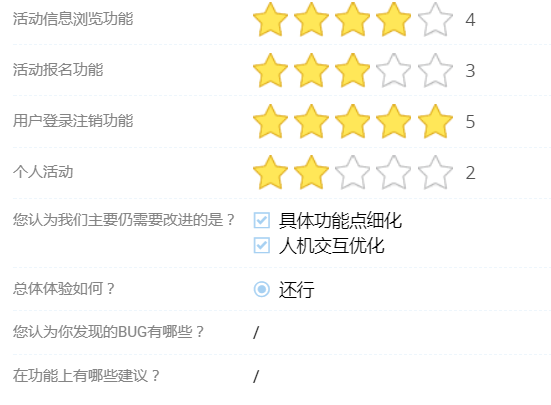 活动信息浏览功能 4
活动报名功能 3
用户登录注销功能 5
个人活动 2
您认为我们主要仍需要改进的是？ 具体功能点细化
人机交互优化
总体体验如何？ 还行
您认为你发现的BUG有哪些？ /
在功能上有哪些建议？ /